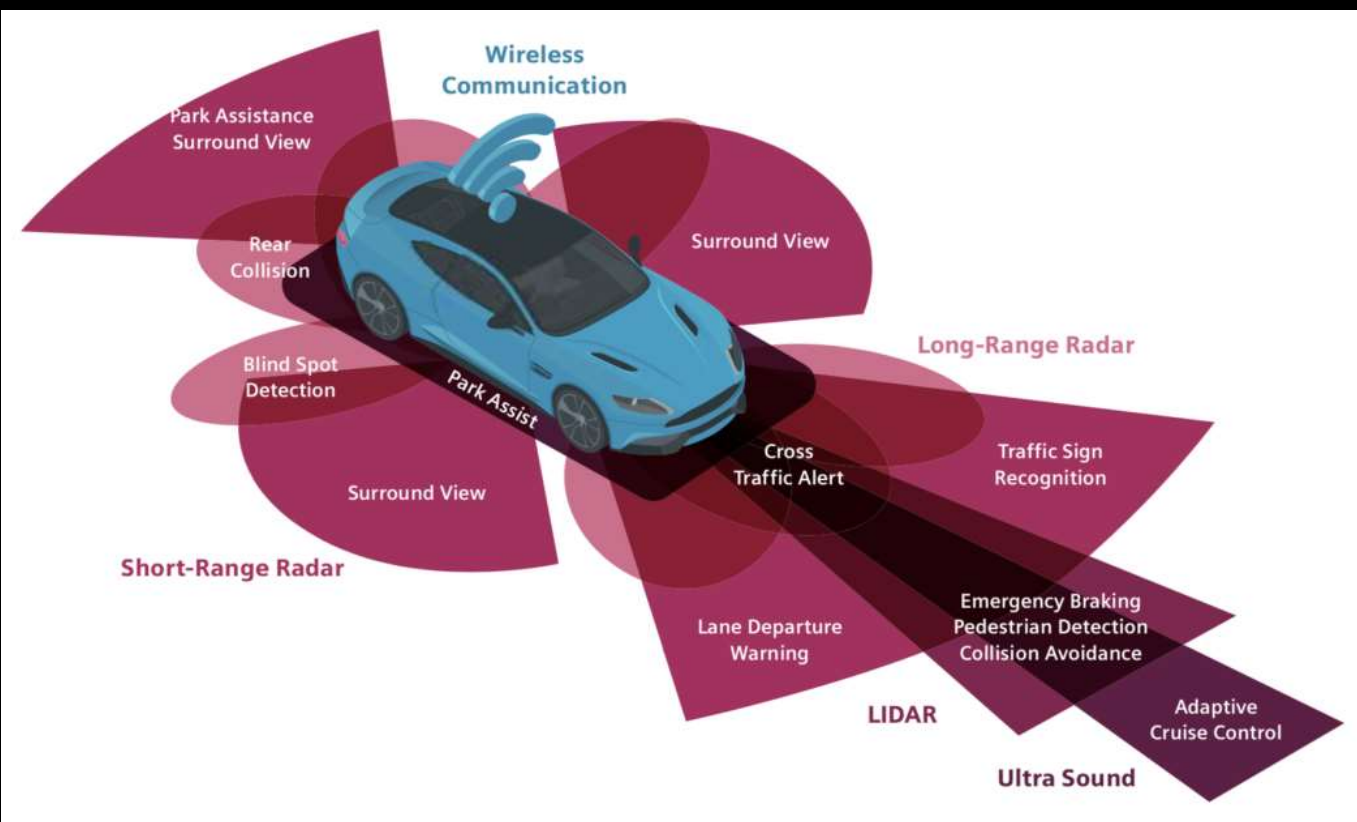 Wireless
Communication
Park Assistance
Surround View
Surround View
Rear
Collision
Long-Range Radar
Blind Spot
Detection
Park Assist
Cross
Traffic Alert
Traffic Sign
Recognition
Surround View
Short-Range Radar
Emergency Braking
Pedestrian Detection
Collision Avoidance
Lane Departure
Warning
LIDAR
Adaptive
Cruise Control
Ultra Sound